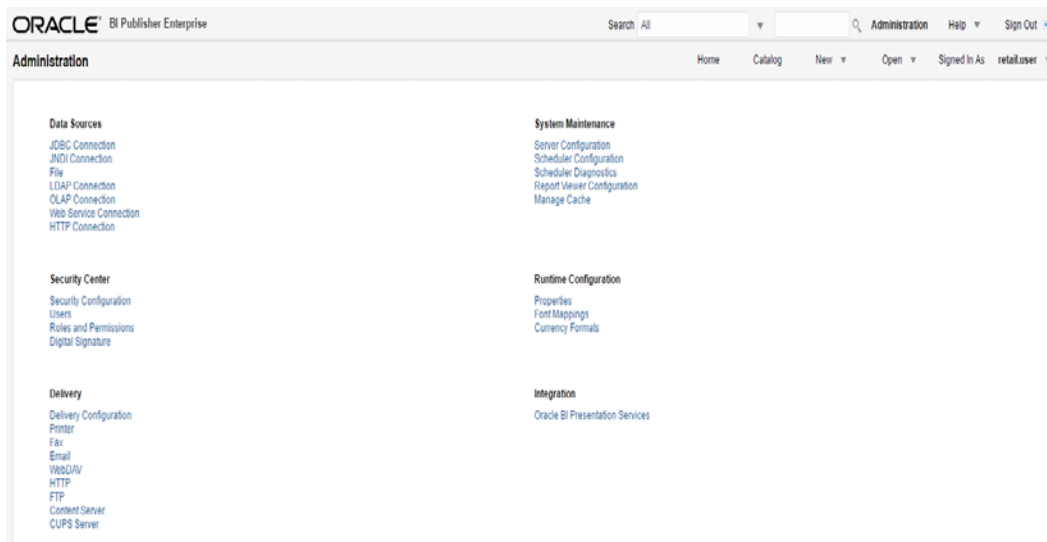 ORACLE® BI Publisher Enterprise Search All Administration Help Sign Out
Administration Home Catalog New Open Signed In As retail.user
Data Sources
JDBC Connection
JNDI Connection
File
LDAP Connection
OLAP Connection
Web Service Connection
HTTP Connection
System Maintenance
Server Configuration
Scheduler Configuration
Scheduler Diagnostics
Report Viewer Configuration
Manage Cache
Security Center
Security Configuration
Users
Roles and Permissions
Digital Signature
Runtime Configuration
Properties
Font Mappings
Currency Formats
Delivery
Delivery Configuration
Printer
Fax
Email
WebDAV
HTTP
FTP
Content Server
CUPS Server
Integration
Oracle BI Presentation Services